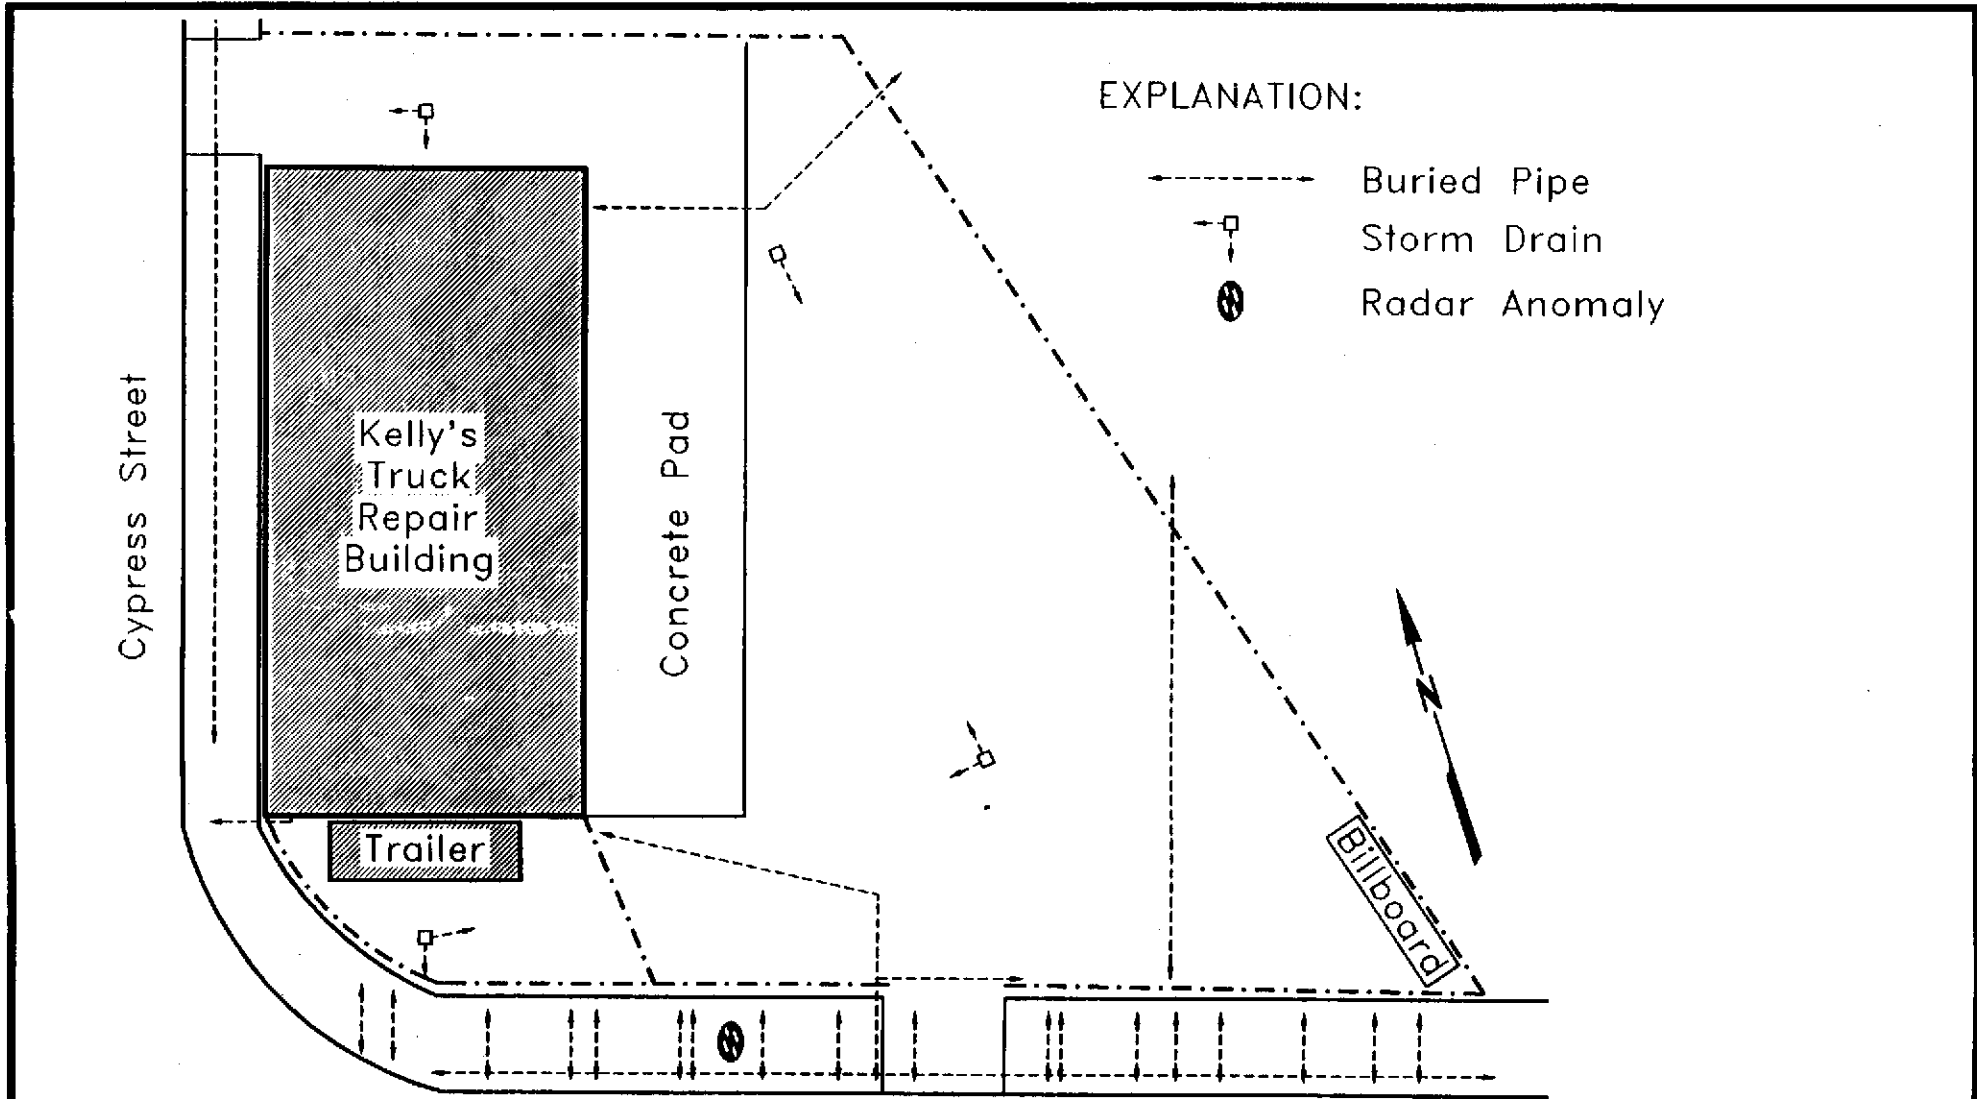 EXPLANATION:
Buried Pipe
Storm Drain
Radar Anomaly
Cypress Street
Kelly's
Truck
Repair
Building
Concrete Pad
Trailer
Billboard
N